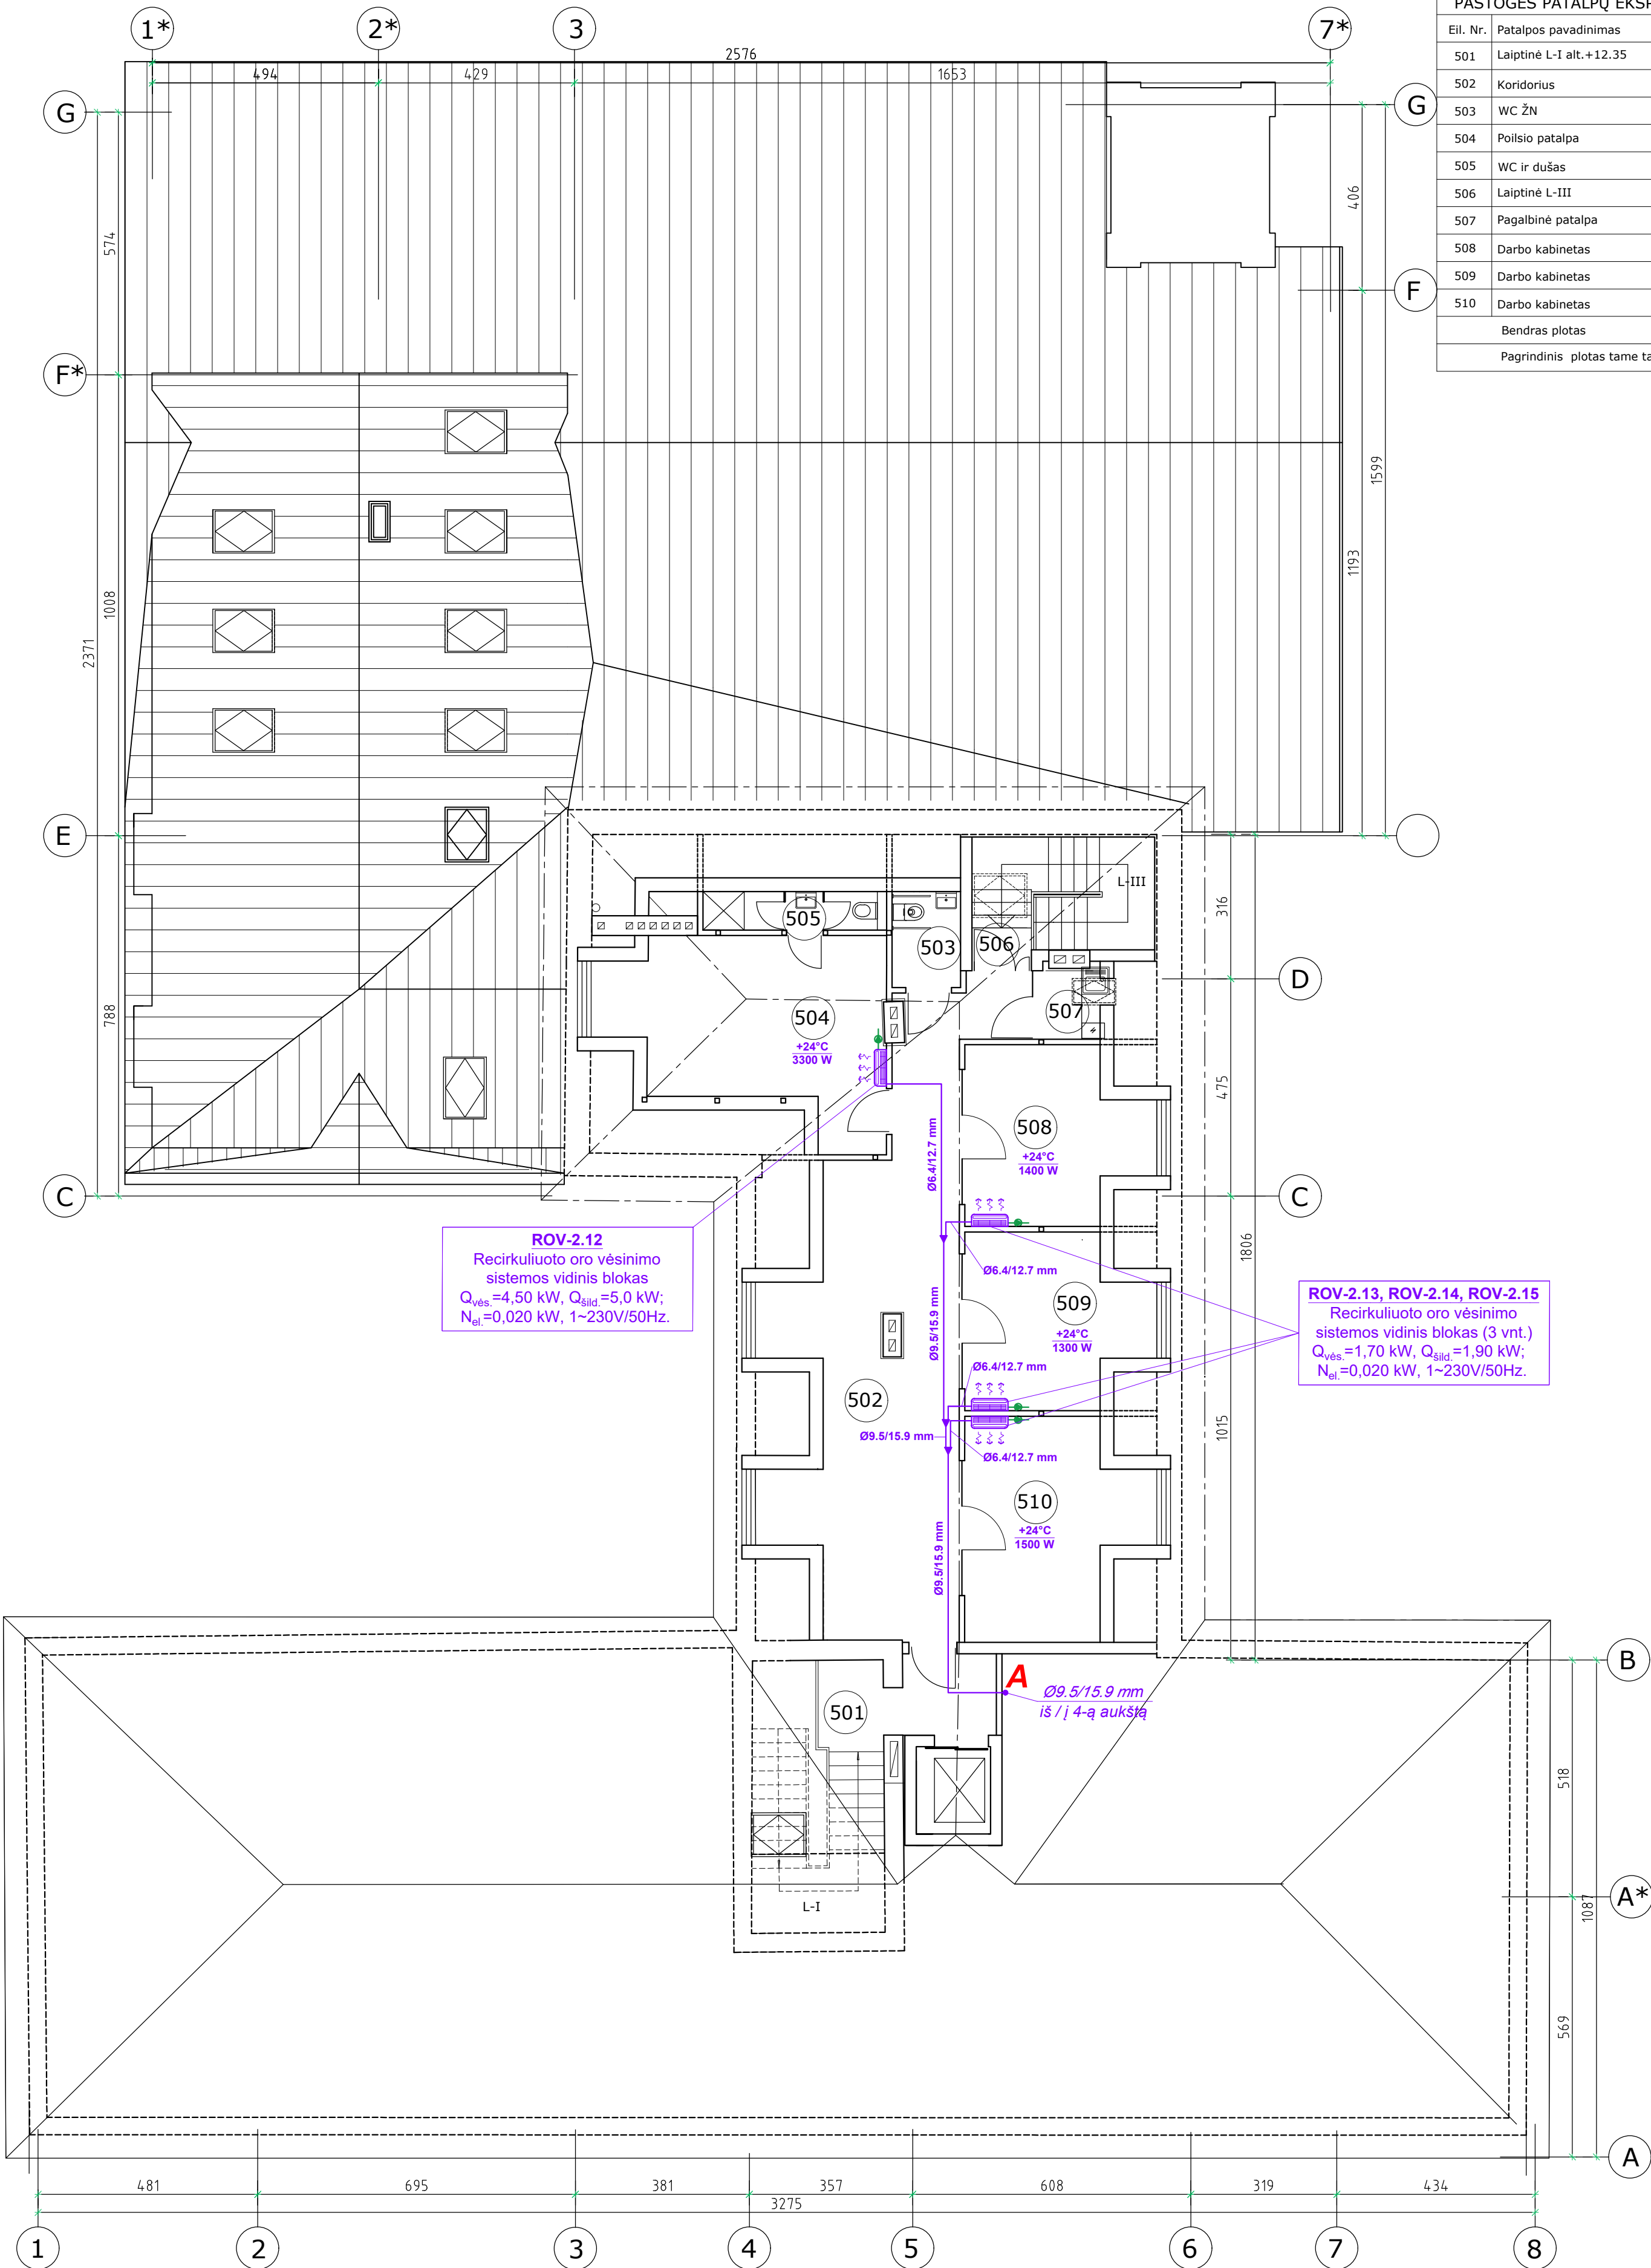 PASTOGĖS PATALPŲ
Eil. Nr. Patalpos pavadinimas
501 Laiptinė L-I alt.+12.35
502 Koridorius
503 WC ŽN
504 Poilsio patalpa
505 WC ir dušas
506 Laiptinė L-III
507 Pagalbinė patalpa
508 Darbo kabinetas
509 Darbo kabinetas
510 Darbo kabinetas
Bendras plotas
Pagrindinis plotas tame
1* 2* 3 7*
2576
494 429 1653
G G
406
574
F
F*
1599
1193
1008
2371
E
L-III
316
505
503
506
D
507
504
+24°C
3300 W
788
475
508
+24°C
1400 W
Ø6.4/12.7 mm
C C
ROV-2.12
Recirkuliuoto oro vėsinimo
sistemos vidinis blokas
Qvės.=4,50 kW, Qšild.=5,0 kW;
Nel.=0,020 kW, 1~230V/50Hz.
1806
Ø6.4/12.7 mm
509
+24°C
1300 W
Ø9.5/15.9 mm
ROV-2.13, ROV-2.14, ROV-2.15
Recirkuliuoto oro vėsinimo
sistemos vidinis blokas (3 vnt.)
Qvės.=1,70 kW, Qšild.=1,90 kW;
Nel.=0,020 kW, 1~230V/50Hz.
Ø6.4/12.7 mm
502
Ø9.5/15.9 mm
1015
Ø6.4/12.7 mm
510
+24°C
1500 W
Ø9.5/15.9 mm
B
A
Ø9.5/15.9 mm
iš / į 4-ą aukštą
501
518
L-I
A*
1087
569
A
481 695 381 357 608 319 434
3275
1 2 3 4 5 6 7 8